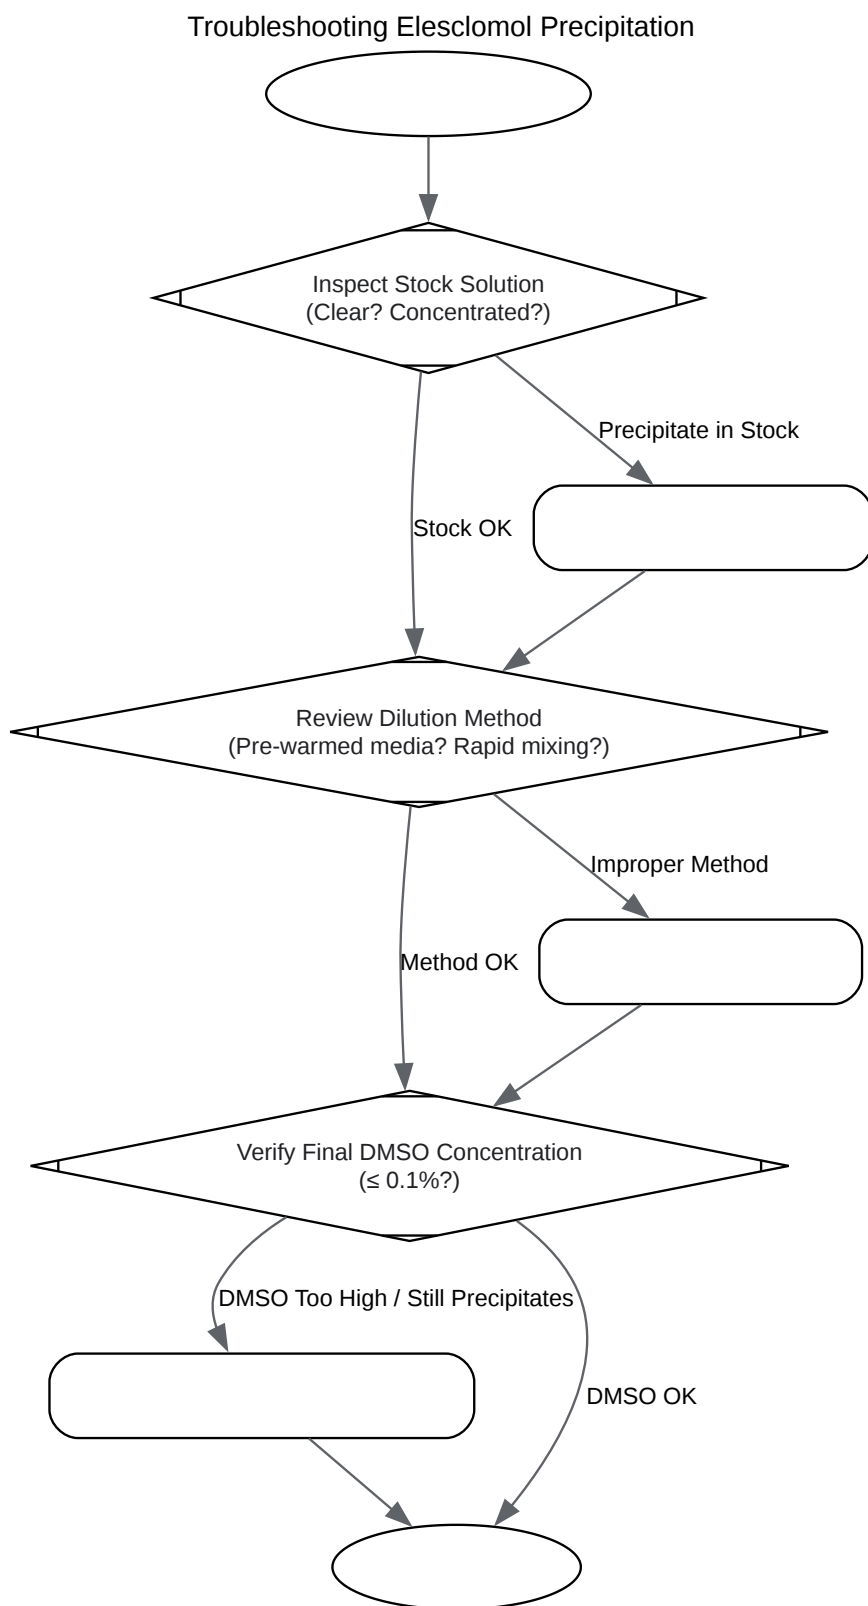 Troubleshooting Elesclomol Precipitation
Inspect Stock Solution
(Clear? Concentrated?)
Precipitate in Stock
Stock OK
Review Dilution Method
(Pre-warmed media? Rapid mixing?)
Improper Method
Method OK
Verify Final DMSO Concentration
(≤ 0.1%?)
DMSO Too High / Still Precipitates
DMSO OK